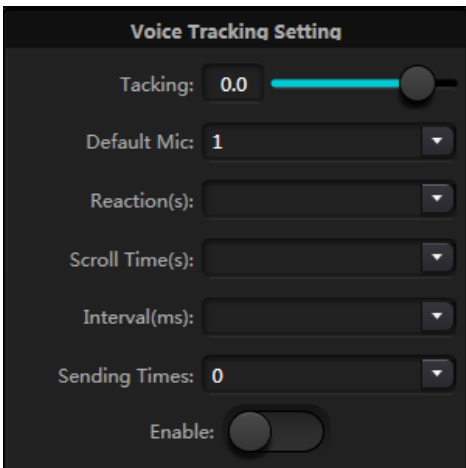 Voice Tracking Setting
Tacking: 0.0
Default Mic: 1
Reaction(s):
Scroll Time(s):
Interval(ms):
Sending Times: 0
Enable: